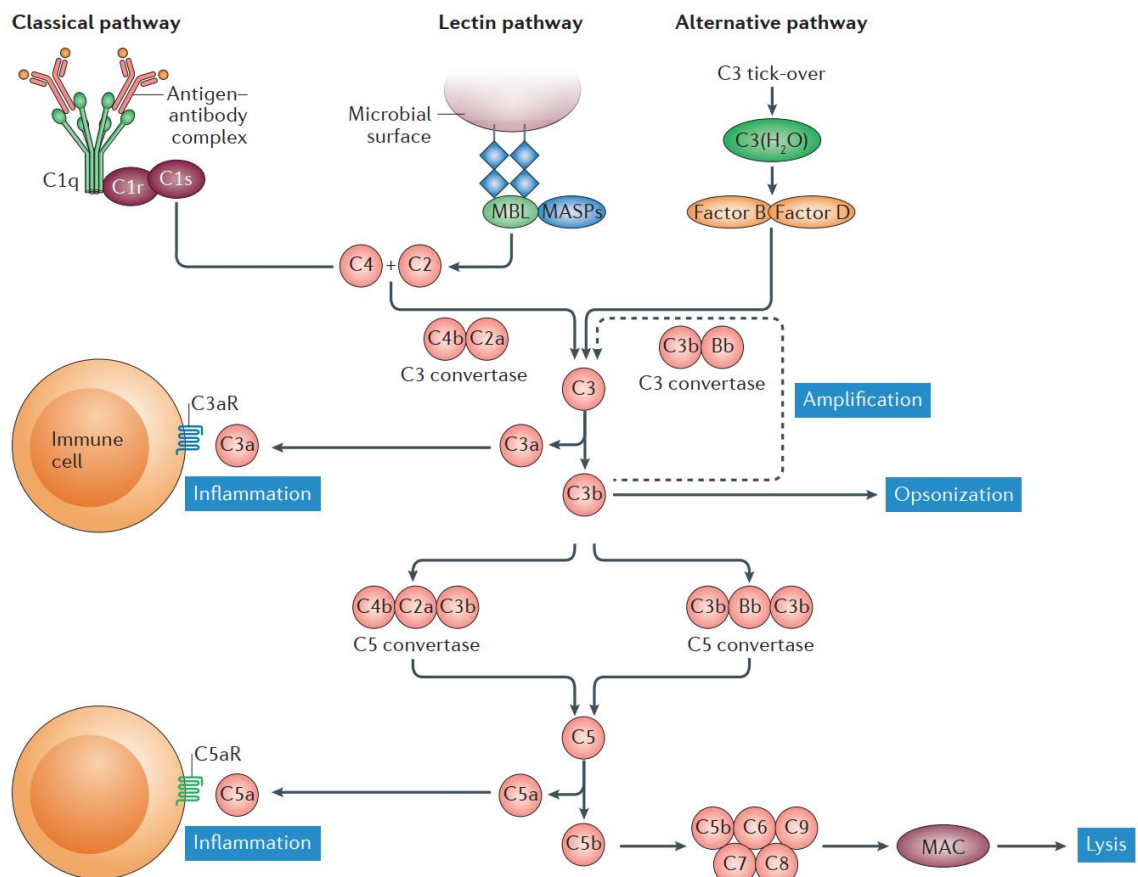 Classical pathway
Lectin pathway
Alternative pathway
Antigen–
antibody
complex
C1q
C1r
C1s
Microbial
surface
MBL
MASPs
C3 tick-over
C3(H₂O)
Factor B
Factor D
C4 + C2
C4b
C2a
C3 convertase
C3b
Bb
C3 convertase
C3
Amplification
Immune
cell
C3aR
C3a
C3a
Inflammation
C3b
Opsonization
C4b
C2a
C3b
C5 convertase
C3b
Bb
C3b
C5 convertase
C5
C5aR
C5a
C5a
Inflammation
C5b
C5b
C6
C9
C7
C8
MAC
Lysis